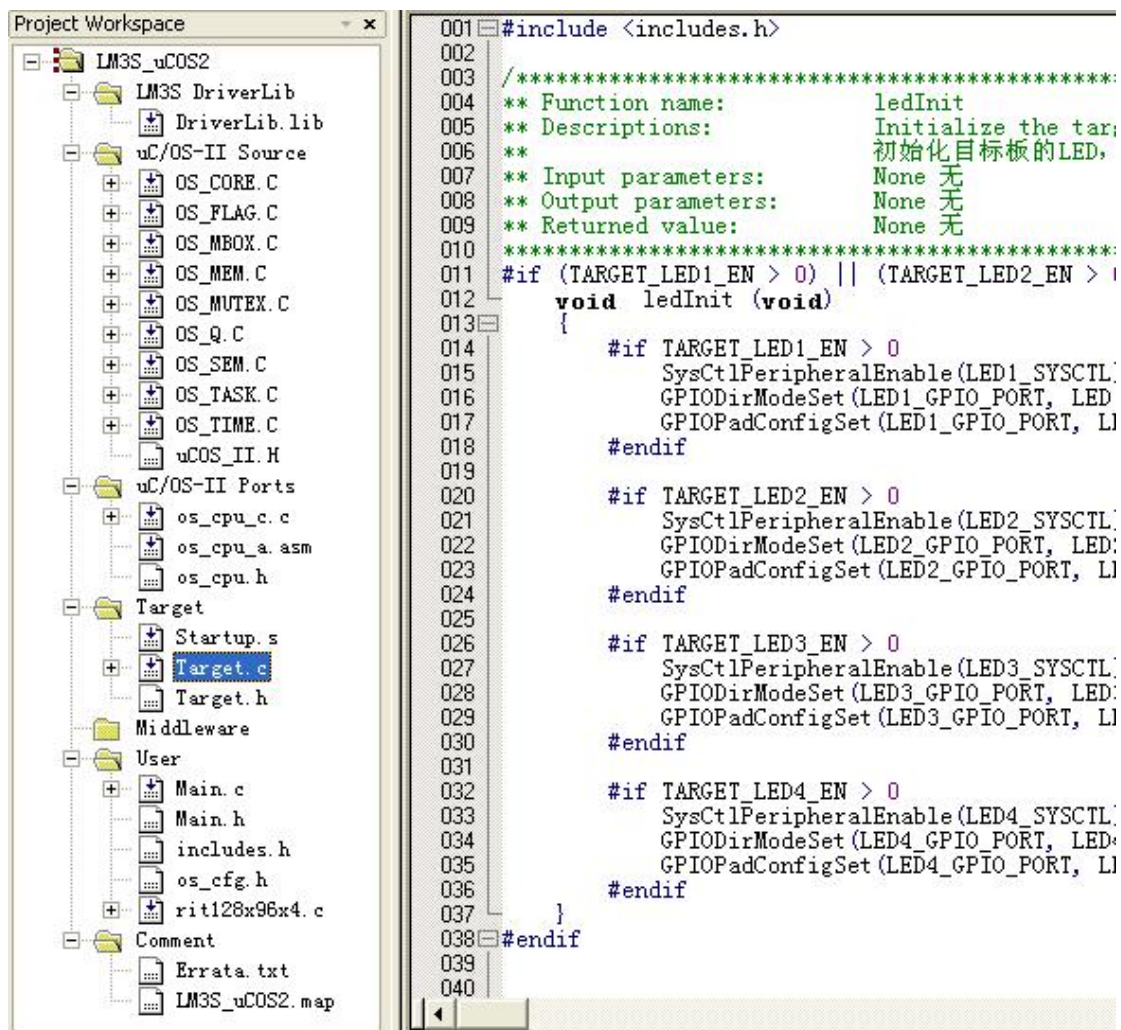 Project Workspace
LM3S_uCOS2
LM3S DriverLib
DriverLib.lib
uC/OS-II Source
OS_CORE.C
OS_FLAG.C
OS_MBOX.C
OS_MEM.C
OS_MUTEX.C
OS_Q.C
OS_SEM.C
OS_TASK.C
OS_TIME.C
uCOS_II.H
uC/OS-II Ports
os_cpu_c.c
os_cpu_a.asm
os_cpu.h
Target
Startup.s
Target.c
Target.h
Middleware
User
Main.c
Main.h
includes.h
os_cfg.h
rit128x96x4.c
Comment
Errata.txt
LM3S_uCOS2.map
001 #include <includes.h>
002
003 /**********************************************
004 ** Function name: ledInit
005 ** Descriptions: Initialize the tar
006 ** 初始化目标板的LED,
007 ** Input parameters: None 无
008 ** Output parameters: None 无
009 ** Returned value: None 无
010 ***********************************************
011 #if (TARGET_LED1_EN > 0) || (TARGET_LED2_EN >
012 void ledInit (void)
013 {
014 #if TARGET_LED1_EN > 0
015 SysCtlPeripheralEnable(LED1_SYSCTL
016 GPIODirModeSet(LED1_GPIO_PORT, LED
017 GPIOPadConfigSet(LED1_GPIO_PORT, L
018 #endif
019
020 #if TARGET_LED2_EN > 0
021 SysCtlPeripheralEnable(LED2_SYSCTL
022 GPIODirModeSet(LED2_GPIO_PORT, LED
023 GPIOPadConfigSet(LED2_GPIO_PORT, L
024 #endif
025
026 #if TARGET_LED3_EN > 0
027 SysCtlPeripheralEnable(LED3_SYSCTL
028 GPIODirModeSet(LED3_GPIO_PORT, LED
029 GPIOPadConfigSet(LED3_GPIO_PORT, L
030 #endif
031
032 #if TARGET_LED4_EN > 0
033 SysCtlPeripheralEnable(LED4_SYSCTL
034 GPIODirModeSet(LED4_GPIO_PORT, LED
035 GPIOPadConfigSet(LED4_GPIO_PORT, L
036 #endif
037 }
038 #endif
039
040